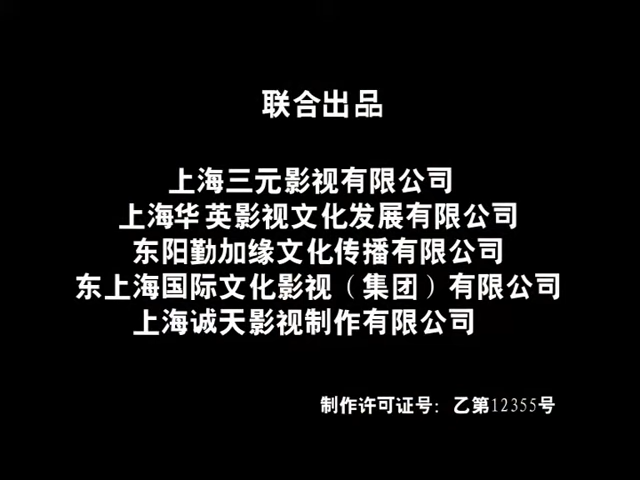 联合出品
上海三元影视有限公司
上海华英影视文化发展有限公司
东阳勤加缘文化传播有限公司
东上海国际文化影视（集团）有限公司
上海诚天影视制作有限公司
制作许可证号：乙第12355号